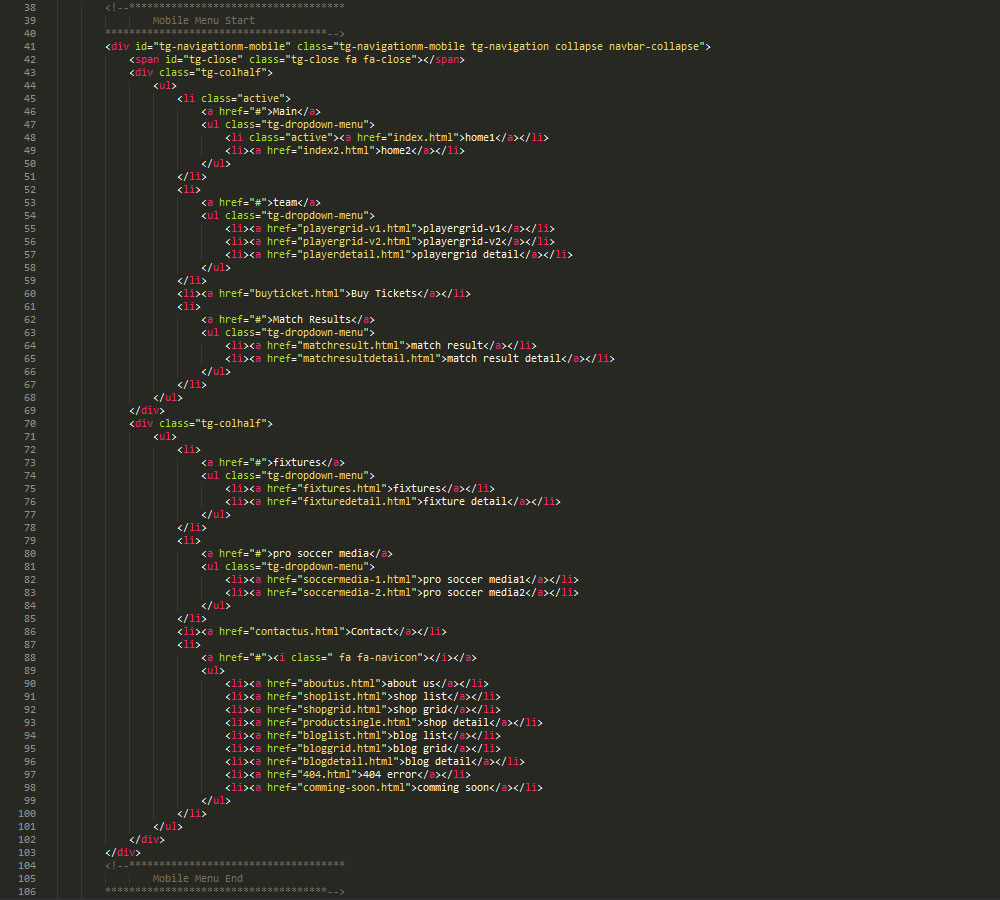 38 <!--************************************
39 Mobile Menu Start
40 *************************************-->
41 <div id="tg-navigationm-mobile" class="tg-navigationm-mobile tg-navigation collapse navbar-collapse">
42 <span id="tg-close" class="tg-close fa fa-close"></span>
43 <div class="tg-colhalf">
44 <ul>
45 <li class="active">
46 <a href="#">Main</a>
47 <ul class="tg-dropdown-menu">
48 <li class="active"><a href="index.html">home1</a></li>
49 <li><a href="index2.html">home2</a></li>
50 </ul>
51 </li>
52 <li>
53 <a href="#">team</a>
54 <ul class="tg-dropdown-menu">
55 <li><a href="playergrid-v1.html">playergrid-v1</a></li>
56 <li><a href="playergrid-v2.html">playergrid-v2</a></li>
57 <li><a href="playerdetail.html">playergrid detail</a></li>
58 </ul>
59 </li>
60 <li><a href="buyticket.html">Buy Tickets</a></li>
61 <li>
62 <a href="#">Match Results</a>
63 <ul class="tg-dropdown-menu">
64 <li><a href="matchresult.html">match result</a></li>
65 <li><a href="matchresultdetail.html">match result detail</a></li>
66 </ul>
67 </li>
68 </ul>
69 </div>
70 <div class="tg-colhalf">
71 <ul>
72 <li>
73 <a href="#">fixtures</a>
74 <ul class="tg-dropdown-menu">
75 <li><a href="fixtures.html">fixtures</a></li>
76 <li><a href="fixturedetail.html">fixture detail</a></li>
77 </ul>
78 </li>
79 <li>
80 <a href="#">pro soccer media</a>
81 <ul class="tg-dropdown-menu">
82 <li><a href="soccermedia-1.html">pro soccer media1</a></li>
83 <li><a href="soccermedia-2.html">pro soccer media2</a></li>
84 </ul>
85 </li>
86 <li><a href="contactus.html">Contact</a></li>
87 <li>
88 <a href="#"><i class=" fa fa-navicon"></i></a>
89 <ul>
90 <li><a href="aboutus.html">about us</a></li>
91 <li><a href="shoplist.html">shop list</a></li>
92 <li><a href="shopgrid.html">shop grid</a></li>
93 <li><a href="productsingle.html">shop detail</a></li>
94 <li><a href="bloglist.html">blog list</a></li>
95 <li><a href="bloggrid.html">blog grid</a></li>
96 <li><a href="blogdetail.html">blog detail</a></li>
97 <li><a href="404.html">404 error</a></li>
98 <li><a href="comming-soon.html">comming soon</a></li>
99 </ul>
100 </li>
101 </ul>
102 </div>
103 </div>
104 <!--************************************
105 Mobile Menu End
106 *************************************-->